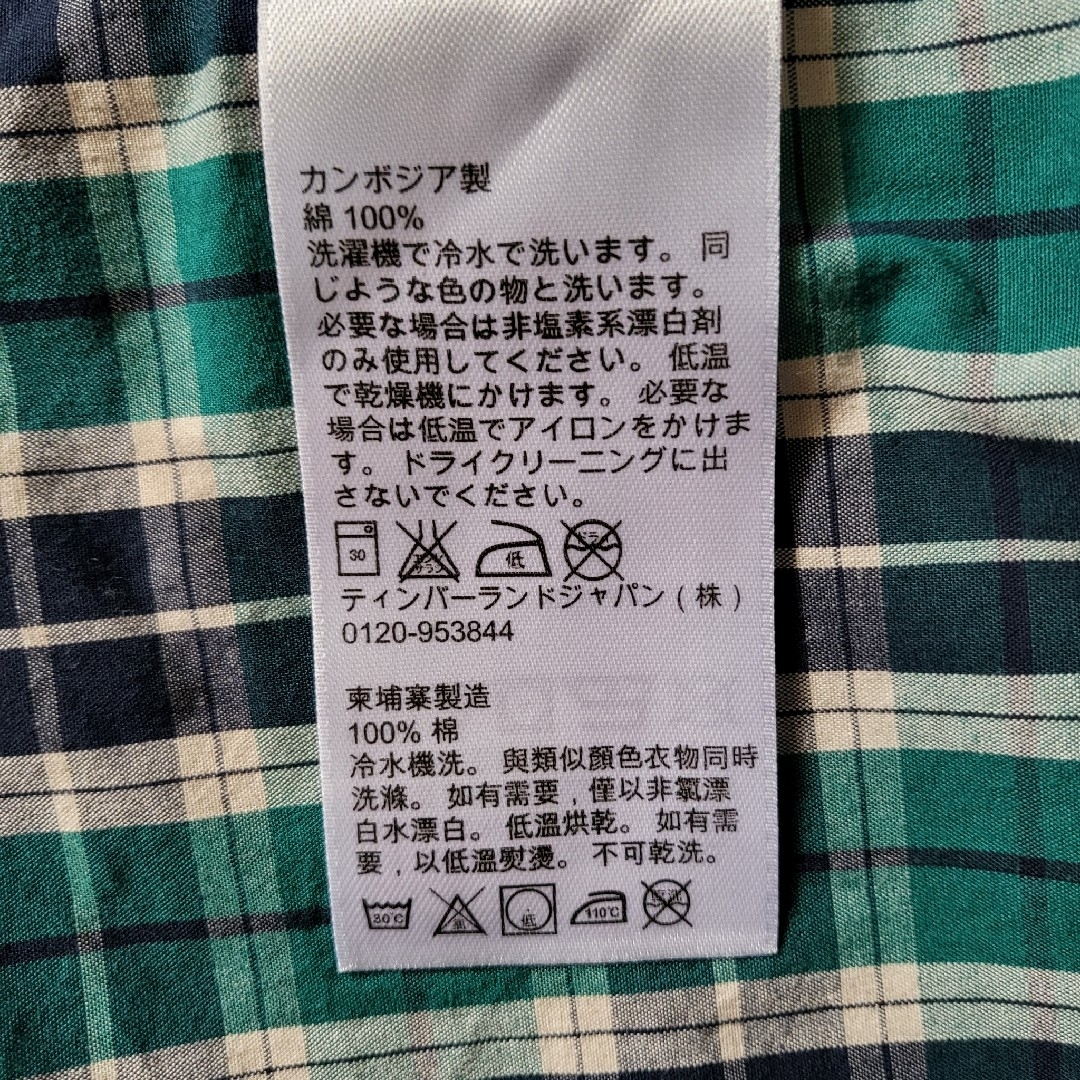 カンボジア製
綿 100%
洗濯機で冷水で洗います。 同
じような色の物と洗います。
必要な場合は非塩素系漂白剤
のみ使用してください。 低温
で乾燥機にかけます。 必要な
場合は低温でアイロンをかけま
す。 ドライクリーニングに出
さないでください。
30 低 ドライ
ティンバーランドジャパン ( 株 )
0120-953844
柬埔寨製造
100% 棉
冷水機洗。 與類似顏色衣物同時
洗滌。 如有需要 , 僅以非氯漂
白水漂白。 低溫烘乾。 如有需
要 , 以低溫熨燙。 不可乾洗。
30℃ 低 110℃